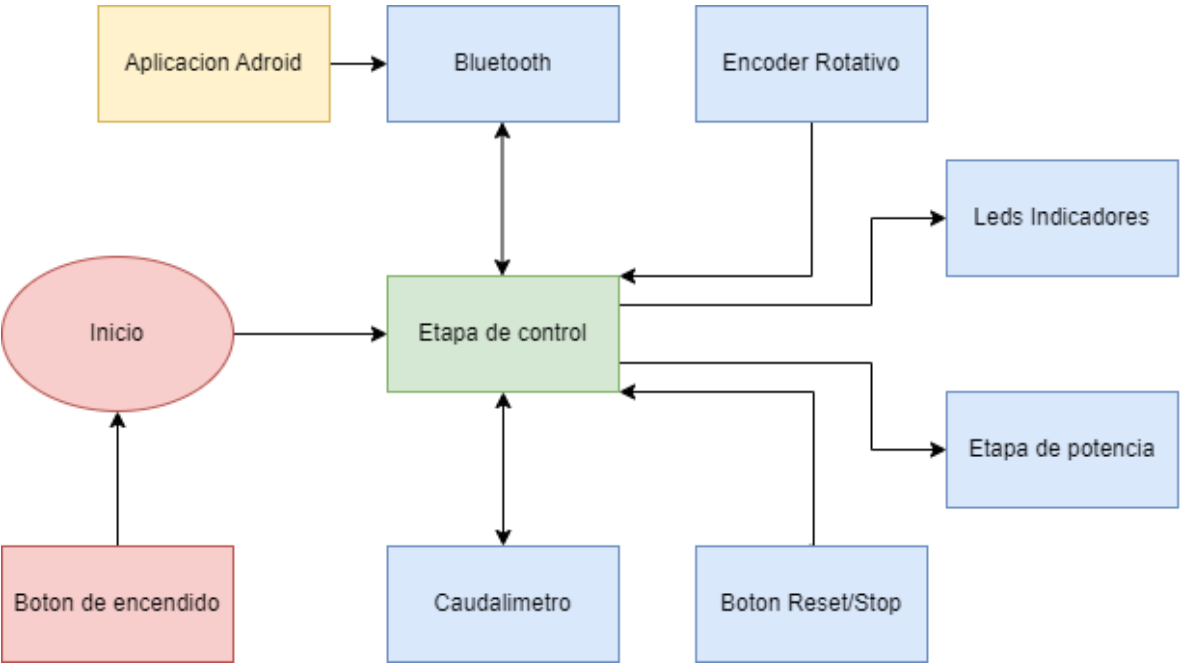 Aplicacion Adroid
Bluetooth
Encoder Rotativo
Leds Indicadores
Inicio
Etapa de control
Etapa de potencia
Boton de encendido
Caudalimetro
Boton Reset/Stop